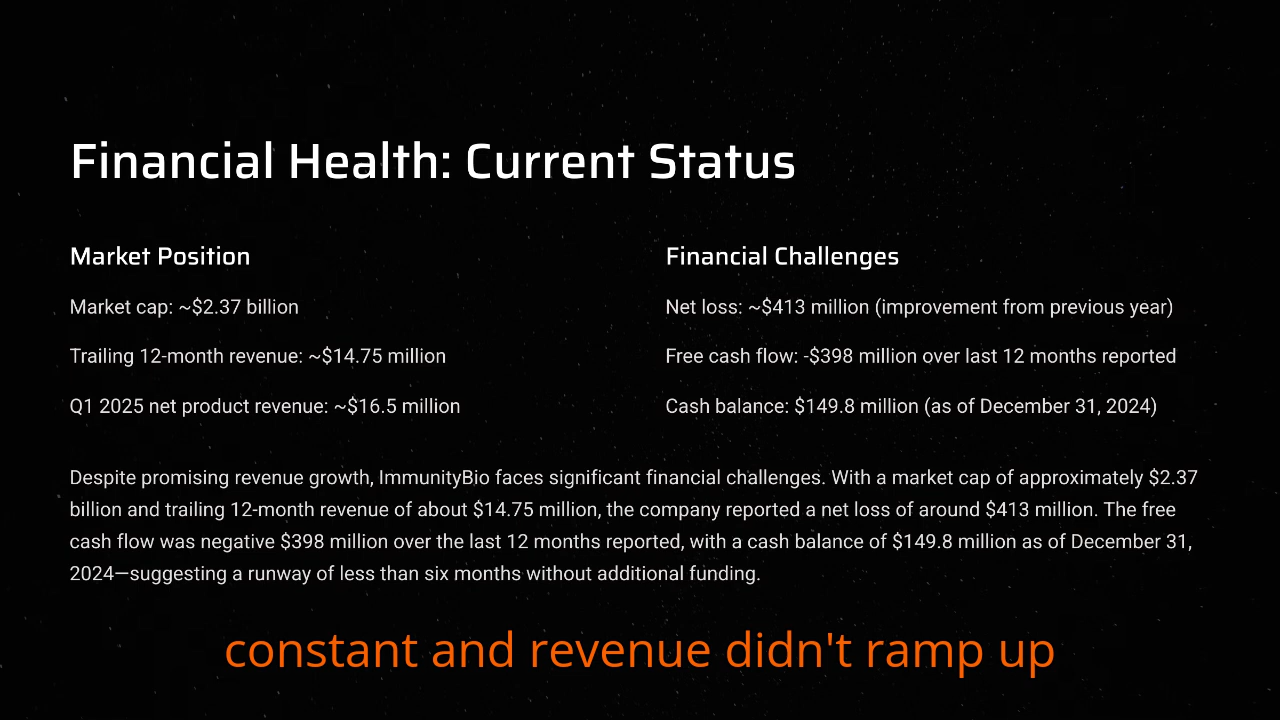 Financial Health: Current Status
Market Position
Market cap: ~$2.37 billion
Trailing 12-month revenue: ~$14.75 million
Q1 2025 net product revenue: ~$16.5 million
Financial Challenges
Net loss: ~$413 million (improvement from previous year)
Free cash flow: -$398 million over last 12 months reported
Cash balance: $149.8 million (as of December 31, 2024)
Despite promising revenue growth, ImmunityBio faces significant financial challenges. With a market cap of approximately $2.37
billion and trailing 12-month revenue of about $14.75 million, the company reported a net loss of around $413 million. The free
cash flow was negative $398 million over the last 12 months reported, with a cash balance of $149.8 million as of December 31,
2024—suggesting a runway of less than six months without additional funding.
constant and revenue didn't ramp up